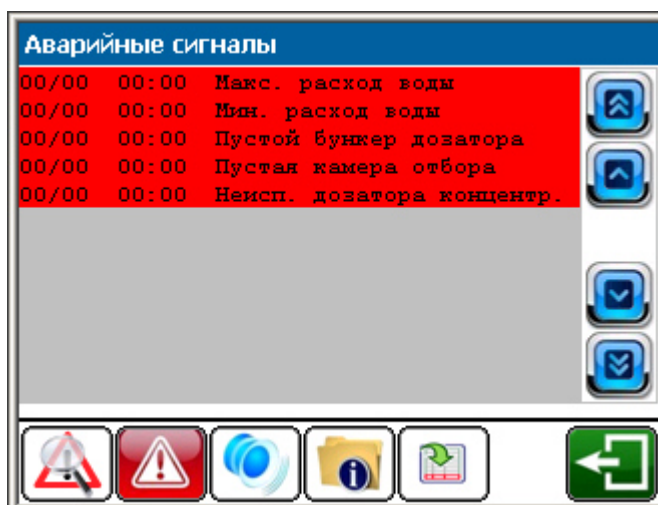 Аварийные сигналы
00/00 00:00 Макс. расход воды
00/00 00:00 Мин. расход воды
00/00 00:00 Пустой бункер дозатора
00/00 00:00 Пустая камера отбора
00/00 00:00 Неисп. дозатора концентр.